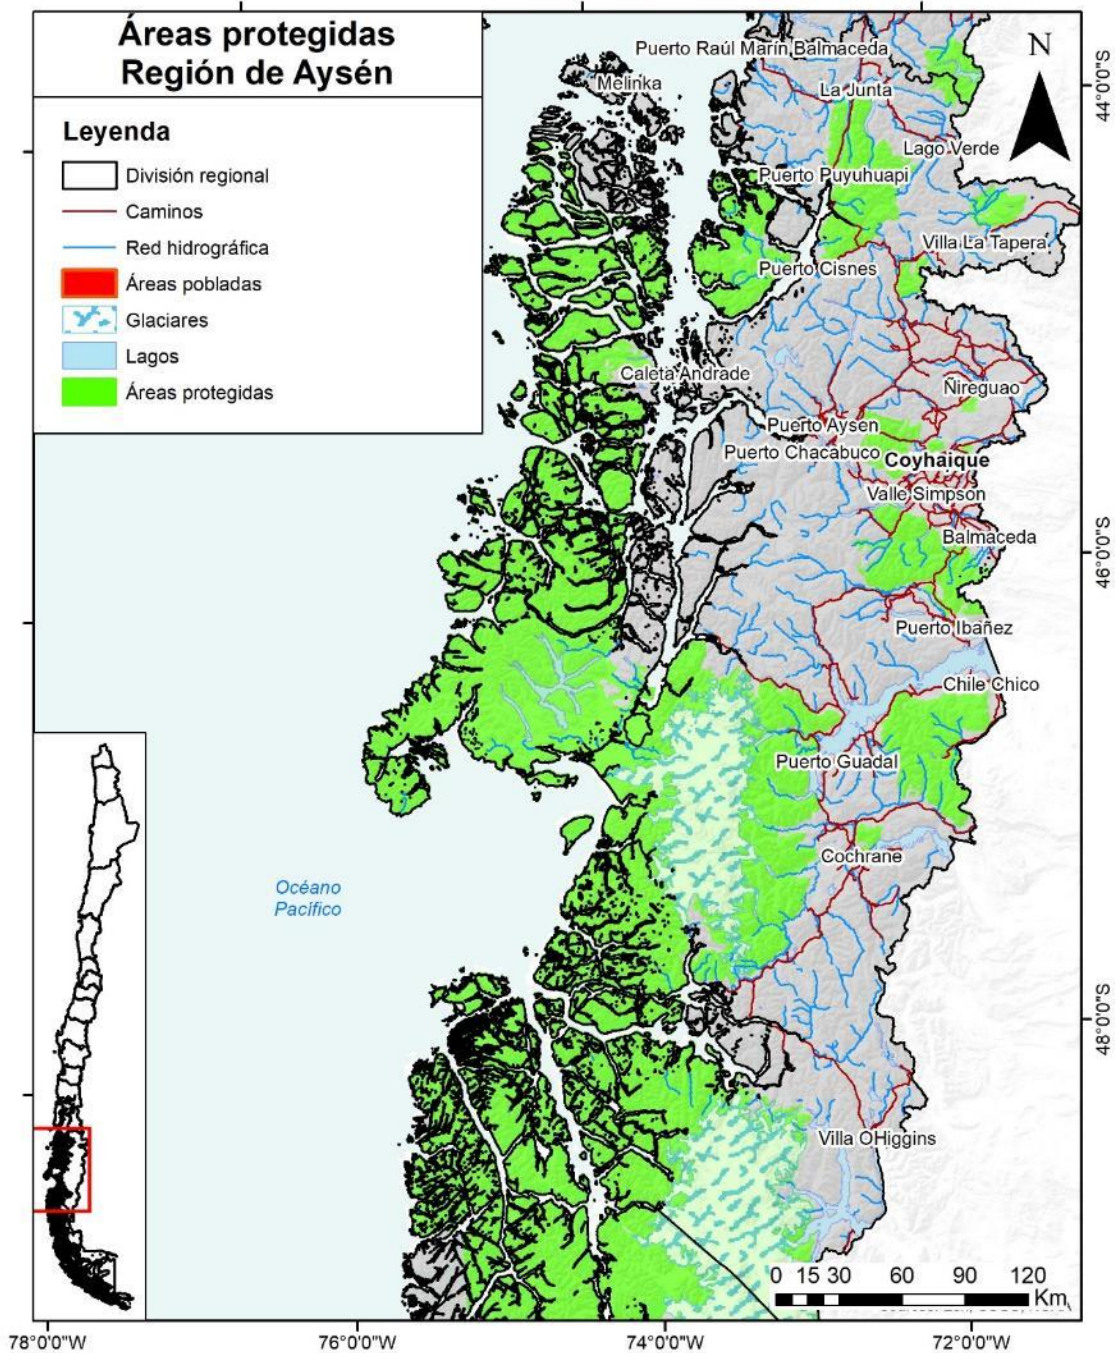 Áreas protegidas
Región de Aysén
Leyenda
División regional
Caminos
Red hidrográfica
Áreas pobladas
Glaciares
Lagos
Áreas protegidas
N
Puerto Raúl Marín Balmaceda
Melinka
La Junta
Lago Verde
Puerto Puyuhuapi
Villa La Tapera
Puerto Cisnes
Caleta Andrade
Ñireguao
Puerto Aysen
Puerto Chacabuco
Coyhaique
Valle Simpson
Balmaceda
Puerto Ibáñez
Chile Chico
Puerto Guadal
Cochrane
Océano
Pacífico
Villa OHiggins
44°0'0"S
46°0'0"S
48°0'0"S
0 15 30 60 90 120
Km
78°0'0"W 76°0'0"W 74°0'0"W 72°0'0"W